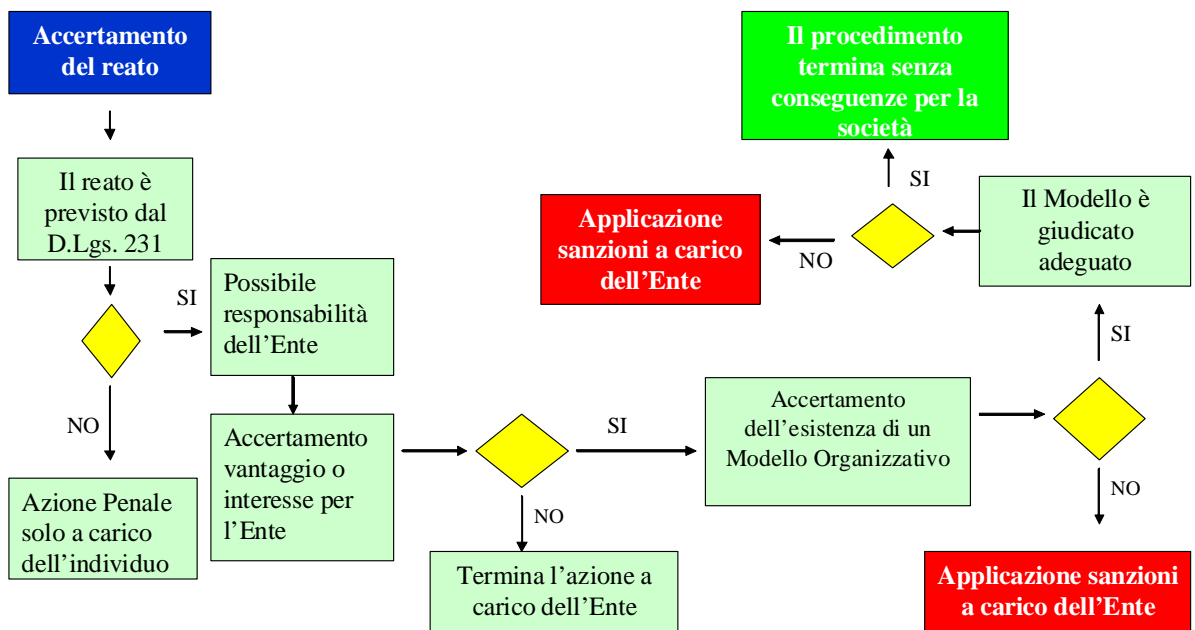 Accertamento
del reato
Il reato è
previsto dal
D.Lgs. 231
SI
NO
Azione Penale
solo a carico
dell’individuo
Possibile
responsabilità
dell’Ente
Accertamento
vantaggio o
interesse per
l’Ente
SI
NO
Termina l’azione a
carico dell’Ente
Accertamento
dell’esistenza di un
Modello Organizzativo
SI
NO
Applicazione sanzioni
a carico dell’Ente
Il Modello è
giudicato
adeguato
SI
NO
Applicazione
sanzioni a carico
dell’Ente
Il procedimento
termina senza
conseguenze per la
società